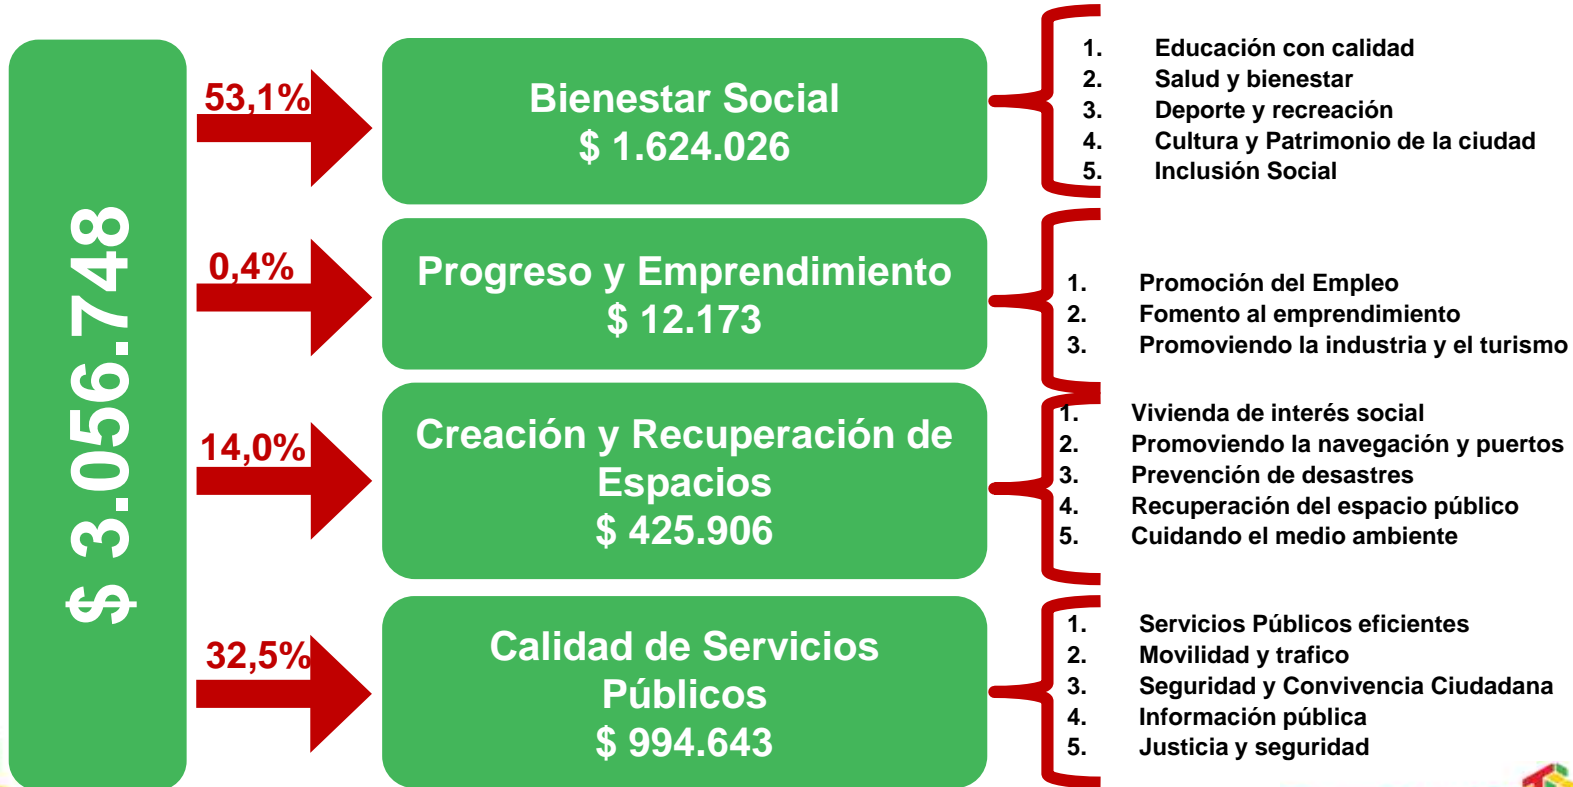 $ 3.056.748
53,1%
Bienestar Social
$ 1.624.026
1. Educación con calidad
2. Salud y bienestar
3. Deporte y recreación
4. Cultura y Patrimonio de la ciudad
5. Inclusión Social
0,4%
Progreso y Emprendimiento
$ 12.173
1. Promoción del Empleo
2. Fomento al emprendimiento
3. Promoviendo la industria y el turismo
14,0%
Creación y Recuperación de
Espacios
$ 425.906
1. Vivienda de interés social
2. Promoviendo la navegación y puertos
3. Prevención de desastres
4. Recuperación del espacio público
5. Cuidando el medio ambiente
32,5%
Calidad de Servicios
Públicos
$ 994.643
1. Servicios Públicos eficientes
2. Movilidad y trafico
3. Seguridad y Convivencia Ciudadana
4. Información pública
5. Justicia y seguridad